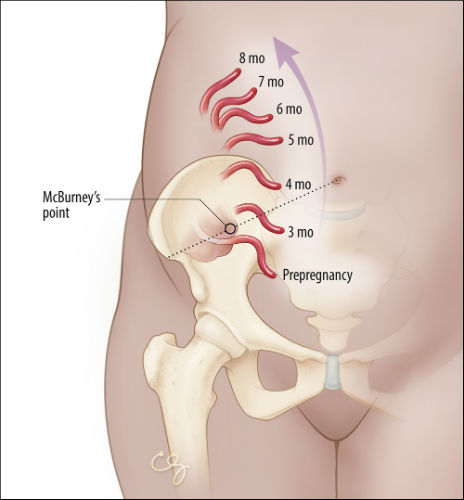 8 mo
7 mo
6 mo
5 mo
4 mo
McBurney's
point
3 mo
Prepregnancy